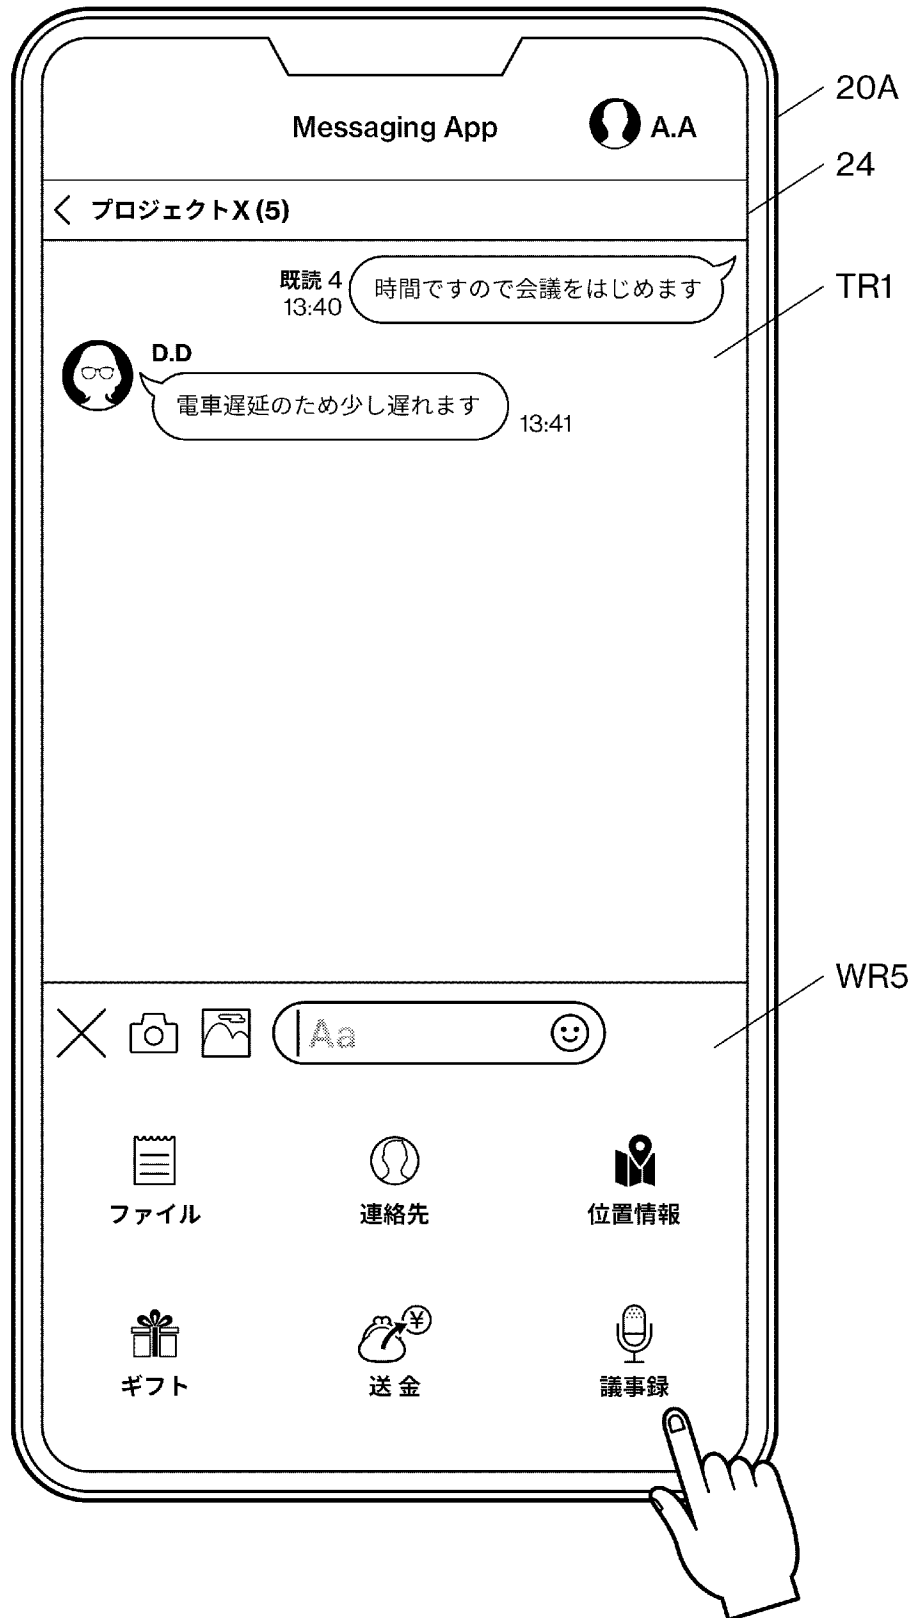 Messaging App
A.A
20A
24
プロジェクトX (5)
TR1
既読 4
13:40
時間ですので会議をはじめます
D.D
電車遅延のため少し遅れます
13:41
WR5
Aa
ファイル
連絡先
位置情報
¥
ギフト
送 金
議事録